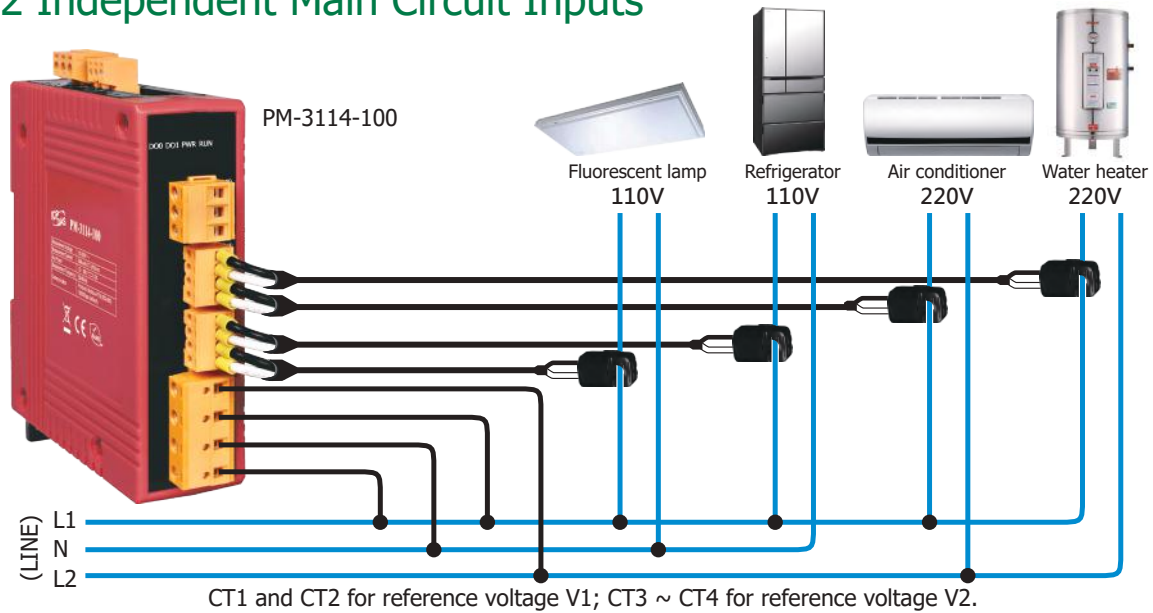 2 Independent Main Circuit Inputs
PM-3114-100
DO0 DO1 PWR RUN
PM-3114-100
Fluorescent lamp
110V
Refrigerator
110V
Air conditioner
220V
Water heater
220V
(LINE)
L1
N
L2
CT1 and CT2 for reference voltage V1; CT3 ~ CT4 for reference voltage V2.